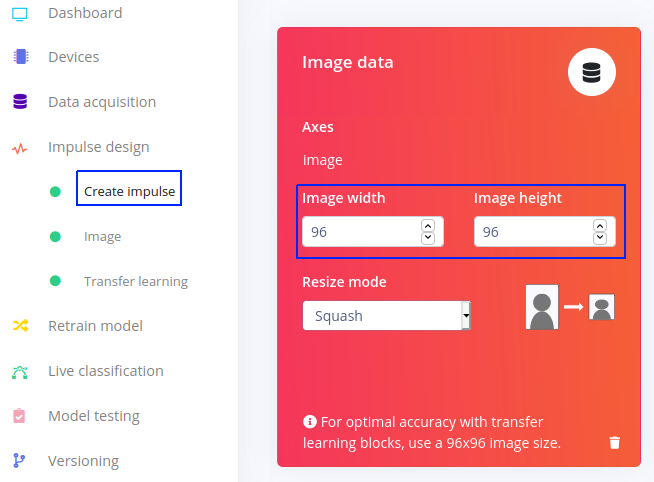 Dashboard
Devices
Data acquisition
Impulse design
Create impulse
Image
Transfer learning
Retrain model
Live classification
Model testing
Versioning
Image data
Axes
image
Image width
Image height
96
96
Resize mode
Squash
For optimal accuracy with transfer
learning blocks, use a 96x96 image size.